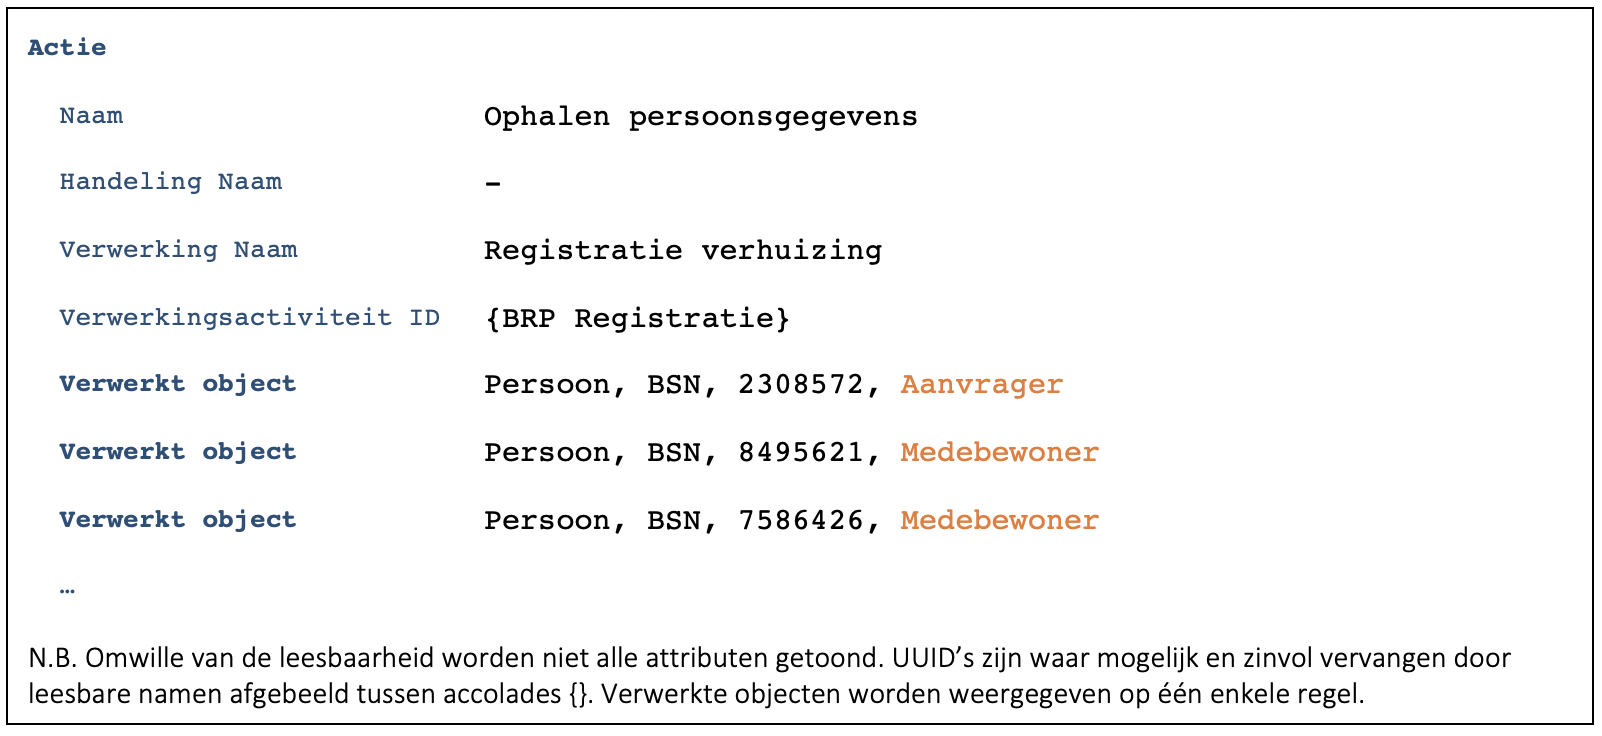 Actie
Naam Ophalen persoonsgegevens
Handeling Naam -
Verwerking Naam Registratie verhuizing
Verwerkingsactiviteit ID {BRP Registratie}
Verwerkt object Persoon, BSN, 2308572, Aanvrager
Verwerkt object Persoon, BSN, 8495621, Medebewoner
Verwerkt object Persoon, BSN, 7586426, Medebewoner
…
N.B. Omwille van de leesbaarheid worden niet alle attributen getoond. UUID’s zijn waar mogelijk en zinvol vervangen door
leesbare namen afgebeeld tussen accolades {}. Verwerkte objecten worden weergegeven op één enkele regel.